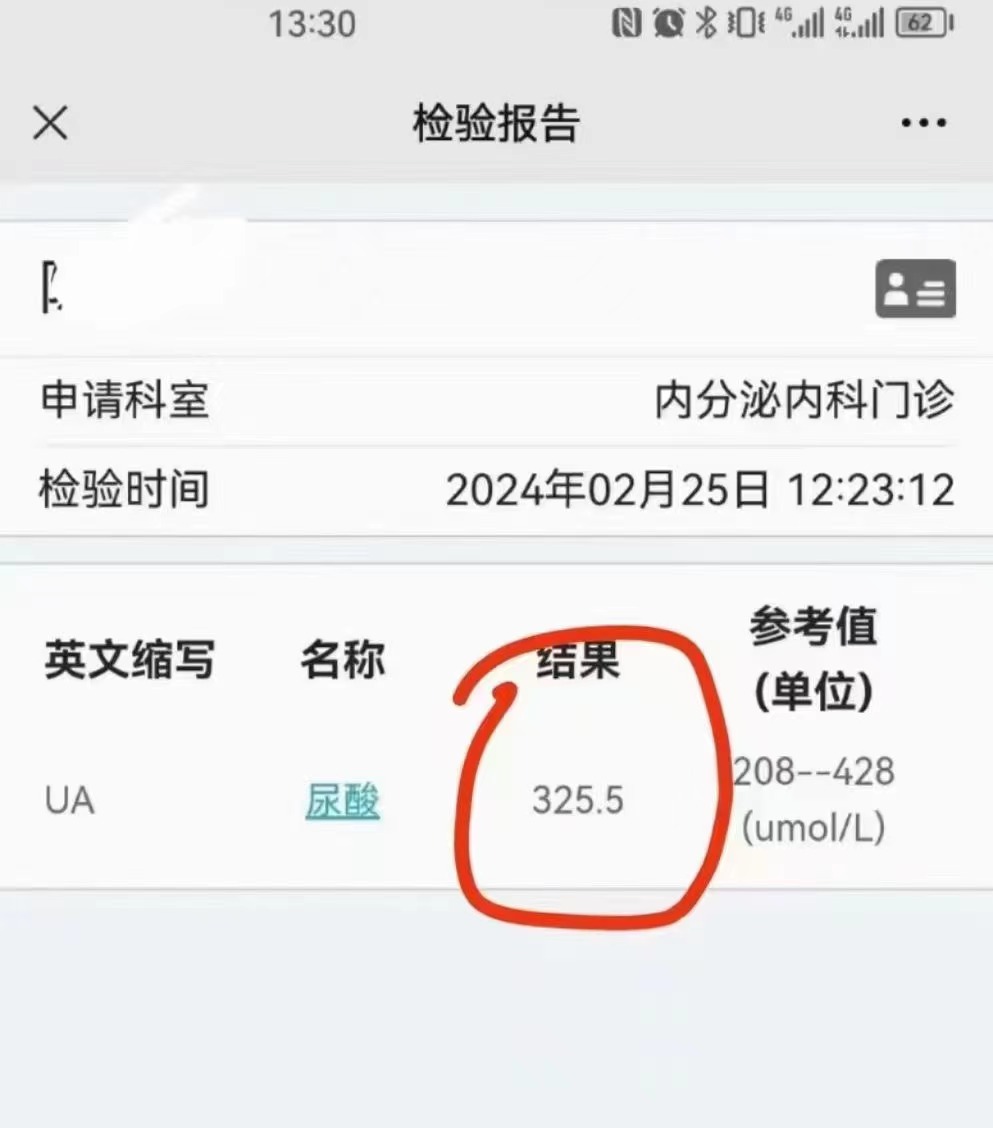 13:30
4G 4G 62
检验报告
申请科室 内分泌内科门诊
检验时间 2024年02月25日 12:23:12
英文缩写 名称 结果 参考值
(单位)
UA 尿酸 325.5 208--428
(umol/L)